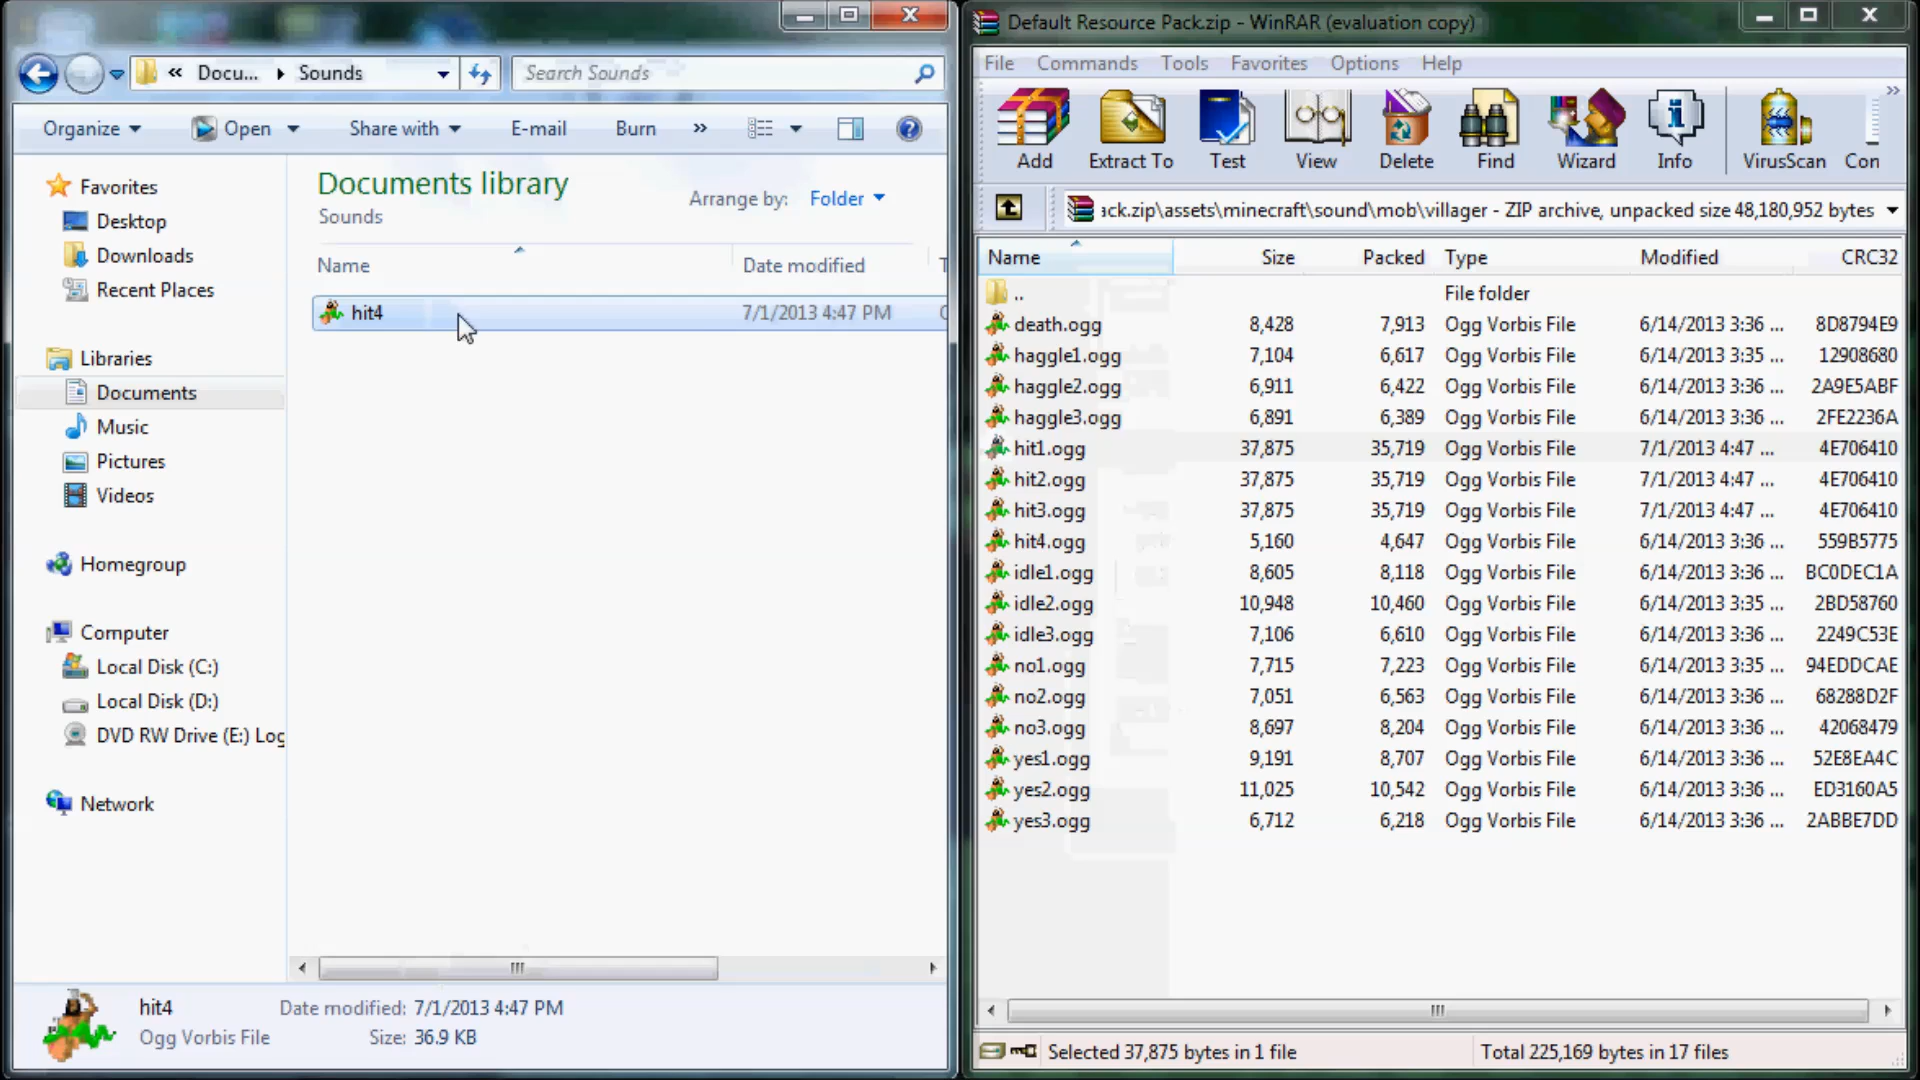 « Docu... ▸ Sounds
Search Sounds
Organize Open Share with E-mail Burn »
Favorites
Desktop
Downloads
Recent Places
Libraries
Documents
Music
Pictures
Videos
Homegroup
Computer
Local Disk (C:)
Local Disk (D:)
DVD RW Drive (E:) Log
Network
Documents library
Sounds
Arrange by: Folder
Name Date modified T
hit4 7/1/2013 4:47 PM
hit4 Date modified: 7/1/2013 4:47 PM
Ogg Vorbis File Size: 36.9 KB
Default Resource Pack.zip - WinRAR (evaluation copy)
File Commands Tools Favorites Options Help
Add Extract To Test View Delete Find Wizard Info VirusScan Con
ack.zip\assets\minecraft\sound\mob\villager - ZIP archive, unpacked size 48,180,952 bytes
Name Size Packed Type Modified CRC32
.. File folder
death.ogg 8,428 7,913 Ogg Vorbis File 6/14/2013 3:36 ... 8D8794E9
haggle1.ogg 7,104 6,617 Ogg Vorbis File 6/14/2013 3:35 ... 12908680
haggle2.ogg 6,911 6,422 Ogg Vorbis File 6/14/2013 3:36 ... 2A9E5ABF
haggle3.ogg 6,891 6,389 Ogg Vorbis File 6/14/2013 3:36 ... 2FE2236A
hit1.ogg 37,875 35,719 Ogg Vorbis File 7/1/2013 4:47 ... 4E706410
hit2.ogg 37,875 35,719 Ogg Vorbis File 7/1/2013 4:47 ... 4E706410
hit3.ogg 37,875 35,719 Ogg Vorbis File 7/1/2013 4:47 ... 4E706410
hit4.ogg 5,160 4,647 Ogg Vorbis File 6/14/2013 3:36 ... 559B5775
idle1.ogg 8,605 8,118 Ogg Vorbis File 6/14/2013 3:36 ... BC0DEC1A
idle2.ogg 10,948 10,460 Ogg Vorbis File 6/14/2013 3:35 ... 2BD58760
idle3.ogg 7,106 6,610 Ogg Vorbis File 6/14/2013 3:36 ... 2249C53E
no1.ogg 7,715 7,223 Ogg Vorbis File 6/14/2013 3:35 ... 94EDDCAE
no2.ogg 7,051 6,563 Ogg Vorbis File 6/14/2013 3:36 ... 68288D2F
no3.ogg 8,697 8,204 Ogg Vorbis File 6/14/2013 3:36 ... 42068479
yes1.ogg 9,191 8,707 Ogg Vorbis File 6/14/2013 3:36 ... 52E8EA4C
yes2.ogg 11,025 10,542 Ogg Vorbis File 6/14/2013 3:36 ... ED3160A5
yes3.ogg 6,712 6,218 Ogg Vorbis File 6/14/2013 3:36 ... 2ABBE7DD
Selected 37,875 bytes in 1 file Total 225,169 bytes in 17 files